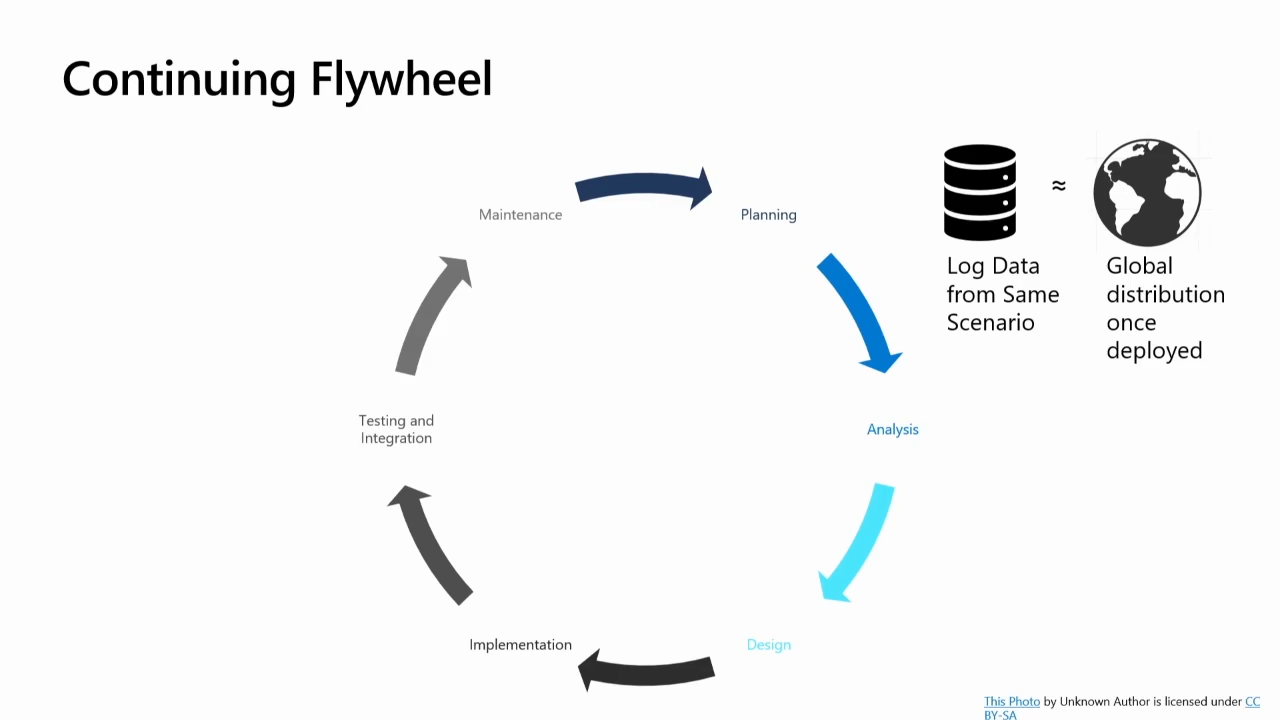 Continuing Flywheel
Maintenance
Planning
≈
Log Data
from Same
Scenario
Global
distribution
once
deployed
Testing and
Integration
Analysis
Implementation
Design
This Photo by Unknown Author is licensed under CC
BY-SA